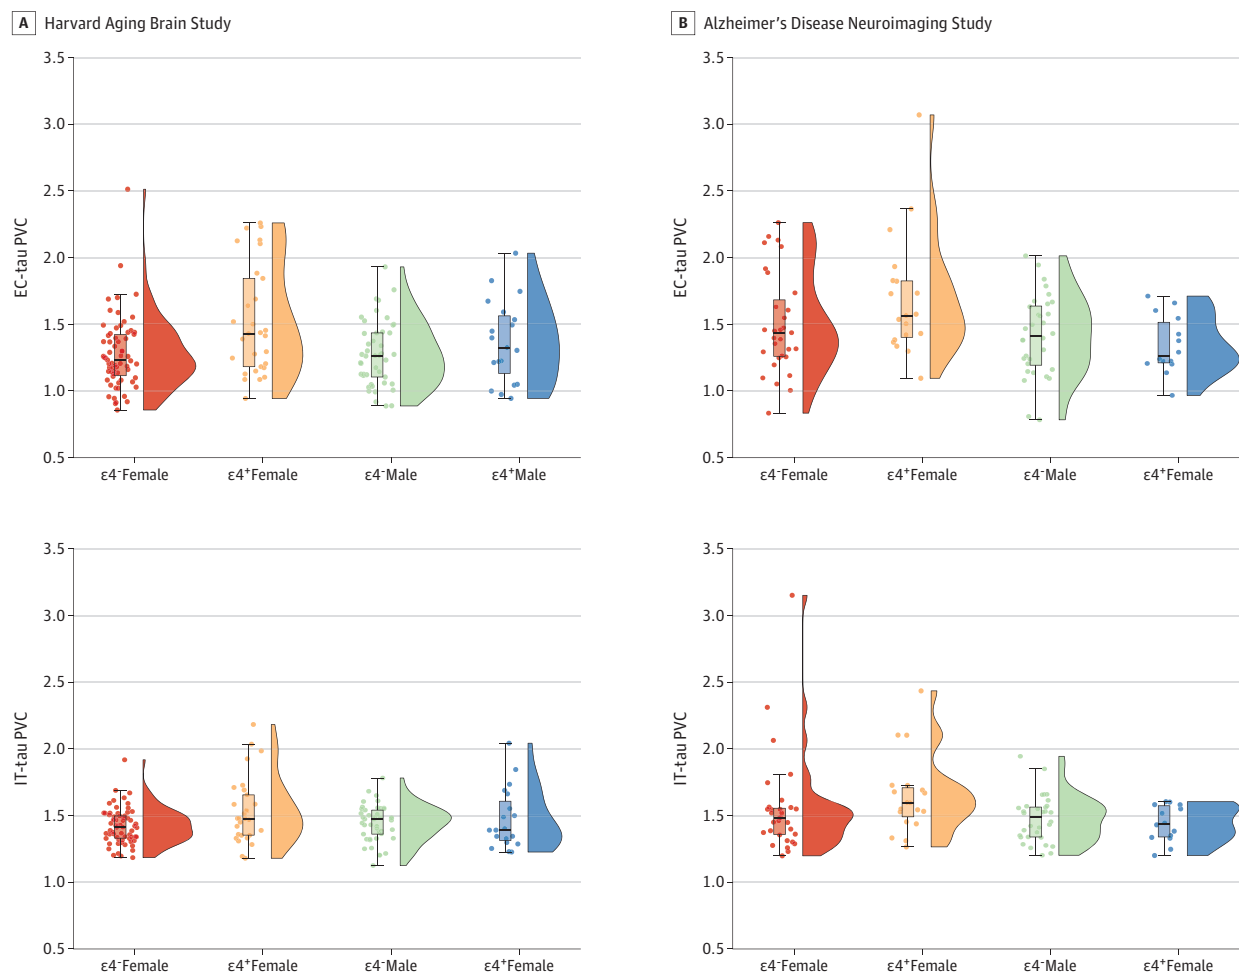 A Harvard Aging Brain Study
3.5
3.0
2.5
2.0
1.5
1.0
0.5
EC-tau PVC
ε4⁻Female
ε4⁺Female
ε4⁻Male
ε4⁺Male
B Alzheimer's Disease Neuroimaging Study
3.5
3.0
2.5
2.0
1.5
1.0
0.5
EC-tau PVC
ε4⁻Female
ε4⁺Female
ε4⁻Male
ε4⁺Female
3.5
3.0
2.5
2.0
1.5
1.0
0.5
IT-tau PVC
ε4⁻Female
ε4⁺Female
ε4⁻Male
ε4⁺Female
3.5
3.0
2.5
2.0
1.5
1.0
0.5
IT-tau PVC
ε4⁻Female
ε4⁺Female
ε4⁻Male
ε4⁺Female